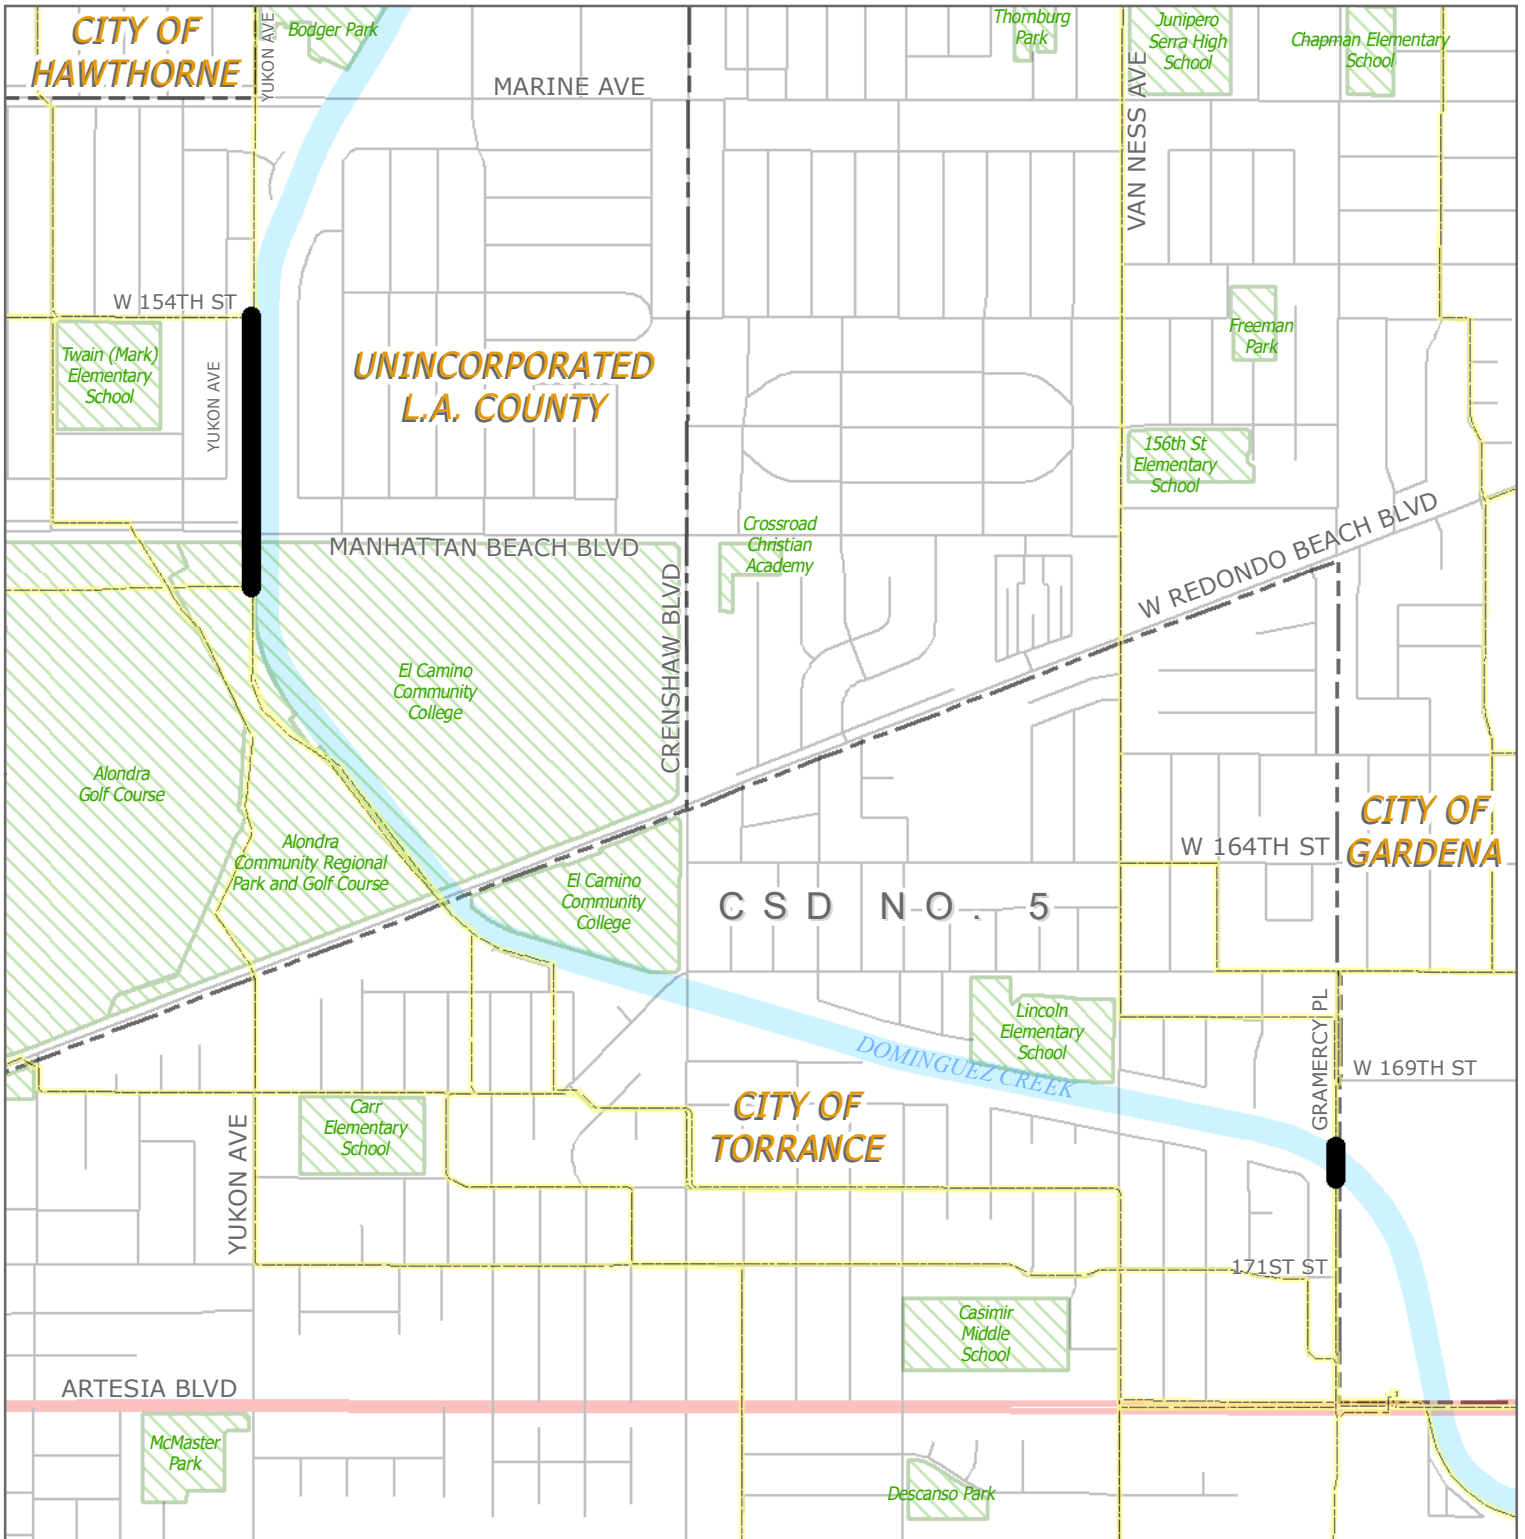 CITY OF
HAWTHORNE
YUKON AVE
Bodger Park
MARINE AVE
Thornburg
Park
Junipero
Serra High
School
Chapman Elementary
School
VAN NESS AVE
W 154TH ST
Twain (Mark)
Elementary
School
YUKON AVE
UNINCORPORATED
L.A. COUNTY
Freeman
Park
156th St
Elementary
School
MANHATTAN BEACH BLVD
Crossroad
Christian
Academy
W REDONDO BEACH BLVD
CRENSHAW BLVD
El Camino
Community
College
Alondra
Golf Course
Alondra
Community Regional
Park and Golf Course
El Camino
Community
College
CITY OF
GARDENA
W 164TH ST
CSD NO. 5
Lincoln
Elementary
School
DOMINGUEZ CREEK
GRAMERCY PL
W 169TH ST
CITY OF
TORRANCE
Carr
Elementary
School
YUKON AVE
171ST ST
Casimir
Middle
School
ARTESIA BLVD
McMaster
Park
Descanso Park